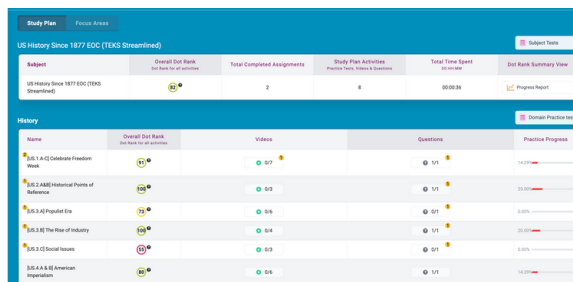 Study Plan Focus Areas
US History Since 1877 EOC (TEKS Streamlined) Subject Tests
Subject Overall Dot Rank Total Completed Assignments Study Plan Activities Total Time Spent Dot Rank Summary View
Dot Rank for all activities Practice Tests, Videos & Questions DD:HH:MM
US History Since 1877 EOC (TEKS 82 2 8 00:00:36 Progress Report
Streamlined)
History Domain Practice tes
Name Overall Dot Rank Videos Questions Practice Progress
Dot Rank for all activities
[US.1.A-C] Celebrate Freedom 91 0/7 1/1 14.29%
Week
[US.2.A&B] Historical Points of 100 0/3 1/1
Reference
[US.3.A] Populist Era 73 0/6 0/1 0.00%
[US.3.B] The Rise of Industry 100 0/4 1/1 20.00%
[US.3.C] Social Issues 55 0/3 0/1 0.00%
[US.4.A & B] American 80 0/6 1/1 14.29%
Imperialism